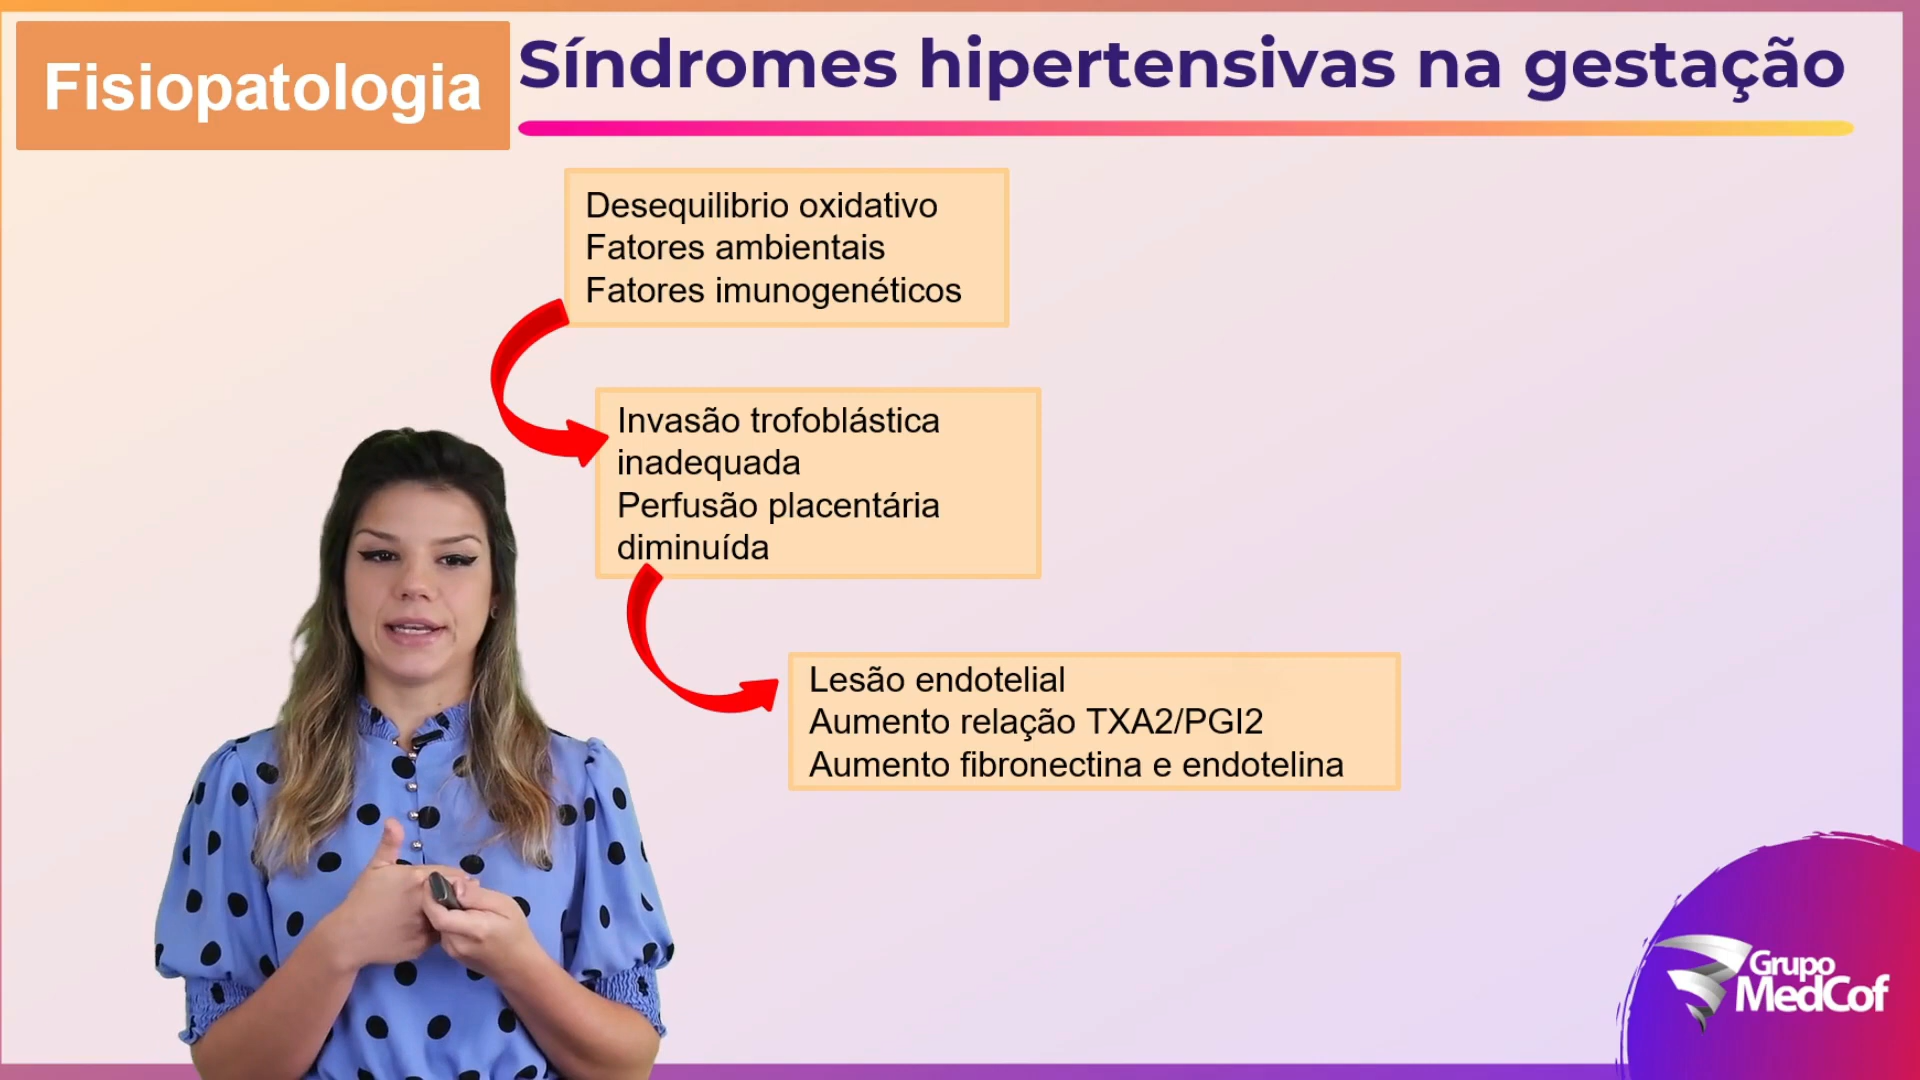 Fisiopatologia
Síndromes hipertensivas na gestação
Desequilibrio oxidativo
Fatores ambientais
Fatores imunogenéticos
Invasão trofoblástica
inadequada
Perfusão placentária
diminuída
Lesão endotelial
Aumento relação TXA2/PGI2
Aumento fibronectina e endotelina
Grupo
MedCof